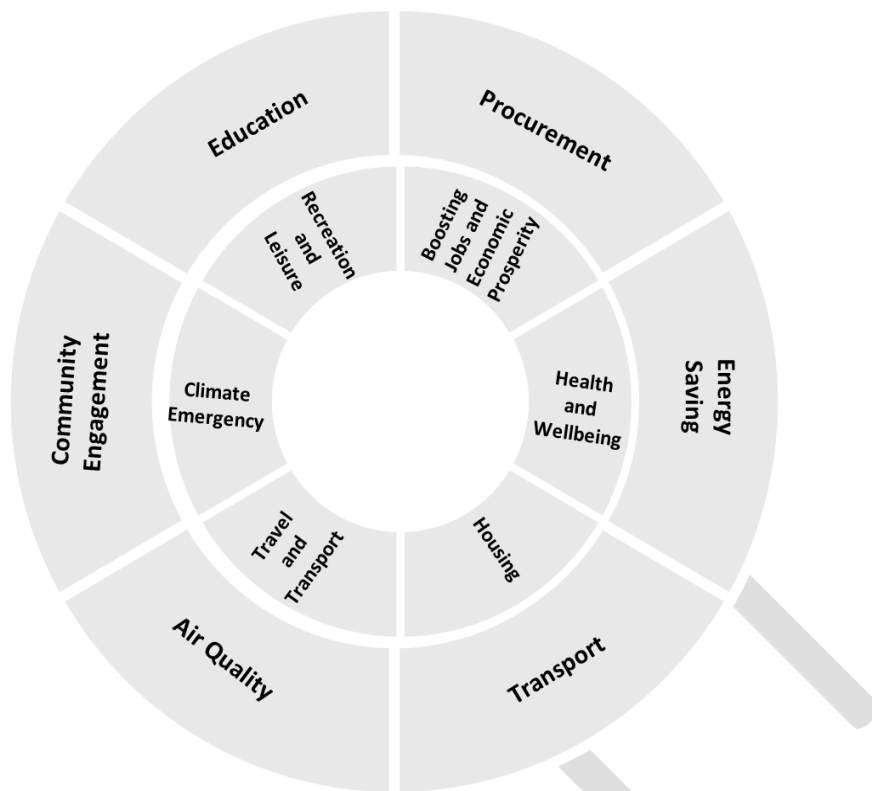 Education
Procurement
Energy
Saving
Transport
Air Quality
Community
Engagement
Recreation
and
Leisure
Boosting
Jobs and
Economic
Prosperity
Health
and
Wellbeing
Housing
Travel
and
Transport
Climate
Emergency